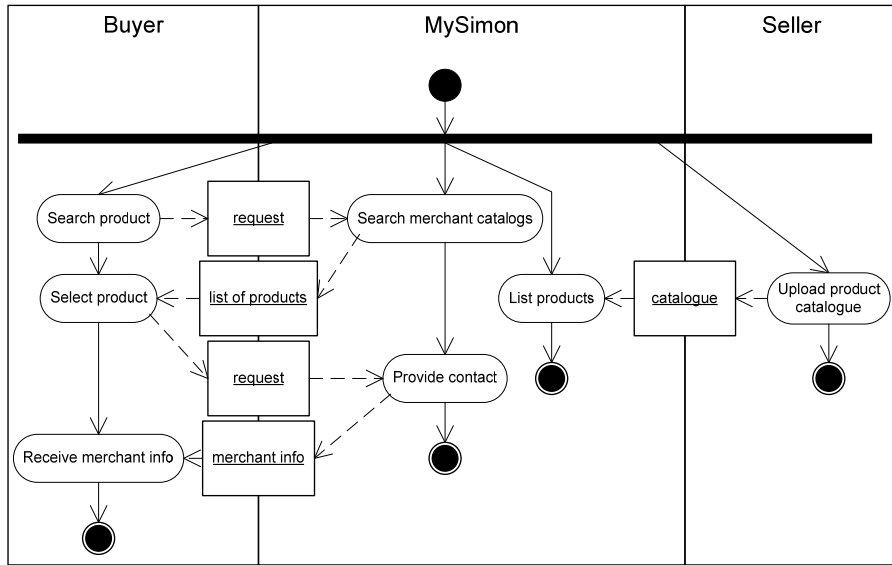 Buyer
MySimon
Seller
Search product
request
Search merchant catalogs
Select product
list of products
List products
catalogue
Upload product
catalogue
request
Provide contact
Receive merchant info
merchant info